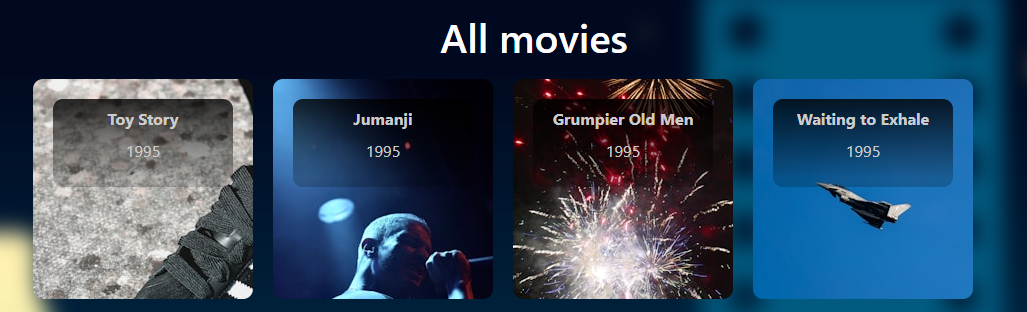 All movies
Toy Story
1995
Jumanji
1995
Grumpier Old Men
1995
Waiting to Exhale
1995